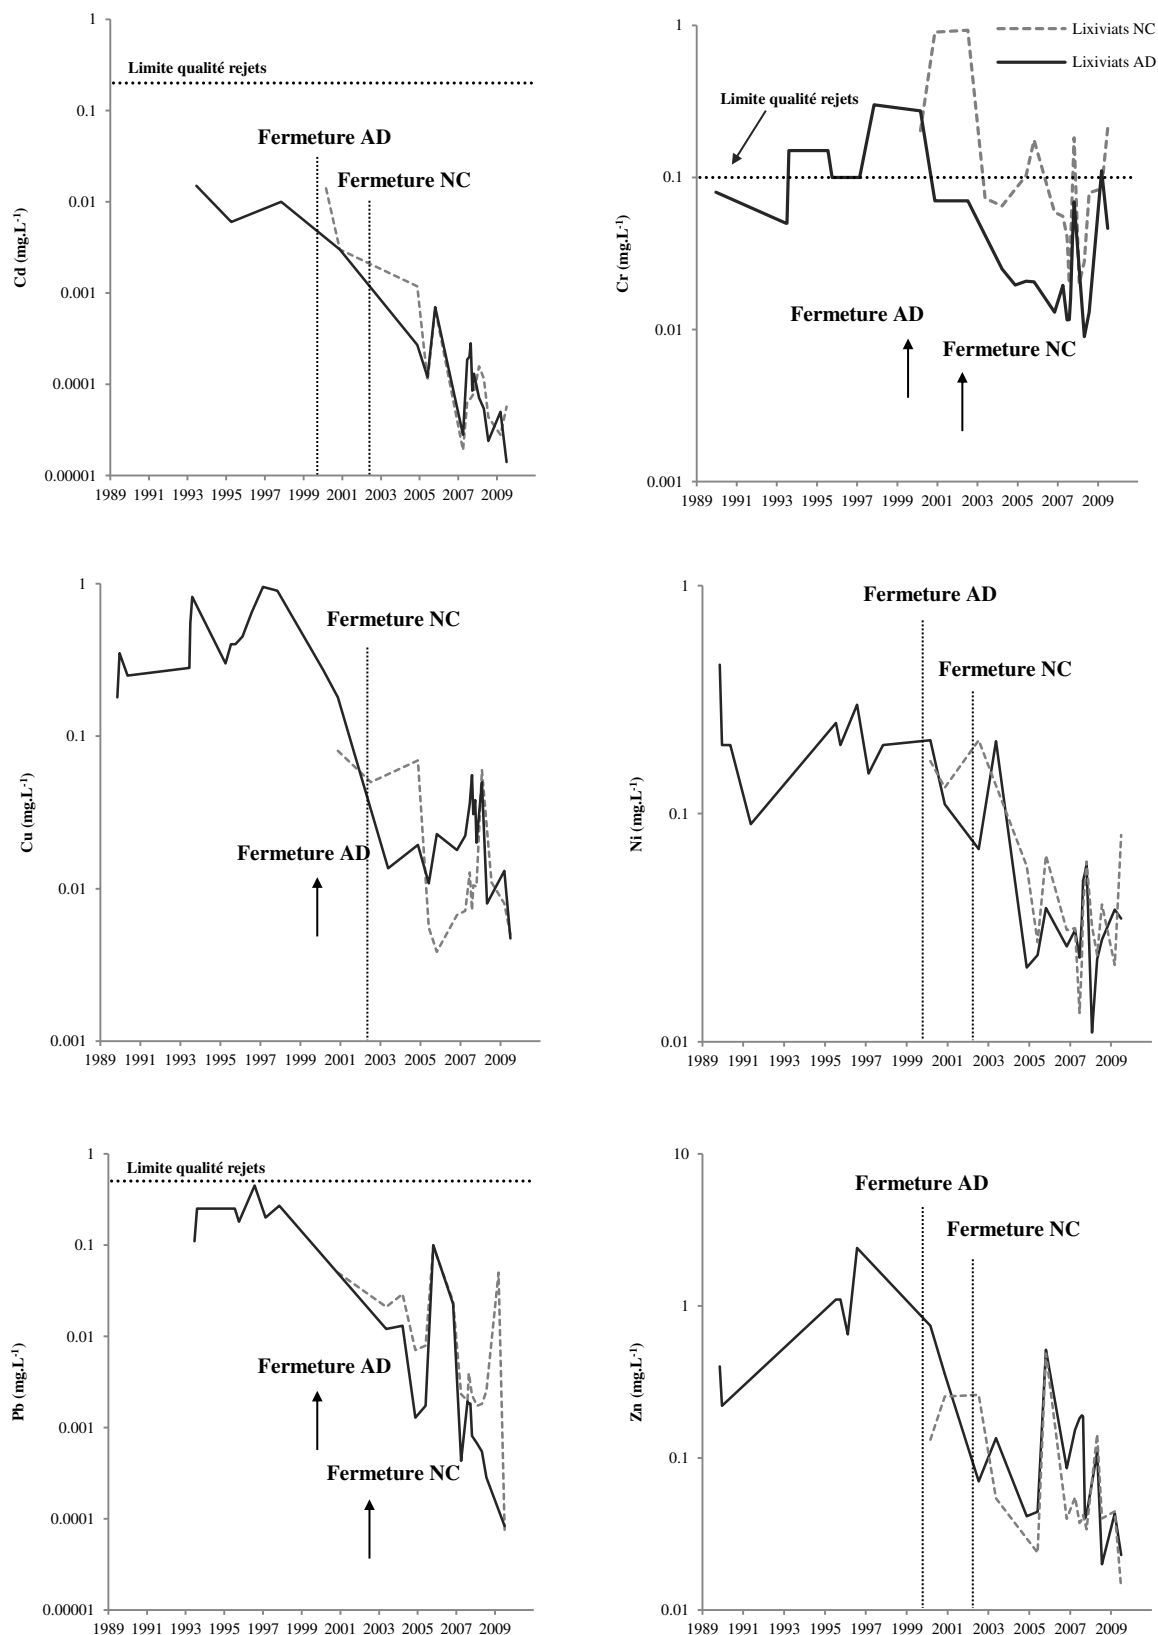 1
Limite qualité rejets
0.1
Fermeture AD
Fermeture NC
0.01
Cd (mg.L-1)
0.001
0.0001
0.00001
1989 1991 1993 1995 1997 1999 2001 2003 2005 2007 2009
1
Lixiviats NC
Lixiviats AD
Limite qualité rejets
0.1
Cr (mg.L-1)
Fermeture AD
0.01
Fermeture NC
0.001
1989 1991 1993 1995 1997 1999 2001 2003 2005 2007 2009
1
Fermeture NC
0.1
Cu (mg.L-1)
Fermeture AD
0.01
0.001
1989 1991 1993 1995 1997 1999 2001 2003 2005 2007 2009
1
Fermeture AD
Fermeture NC
0.1
Ni (mg.L-1)
0.01
1989 1991 1993 1995 1997 1999 2001 2003 2005 2007 2009
1
Limite qualité rejets
0.1
0.01
Fermeture AD
Pb (mg.L-1)
0.001
Fermeture NC
0.0001
0.00001
1989 1991 1993 1995 1997 1999 2001 2003 2005 2007 2009
10
Fermeture AD
Fermeture NC
1
Zn (mg.L-1)
0.1
0.01
1989 1991 1993 1995 1997 1999 2001 2003 2005 2007 2009